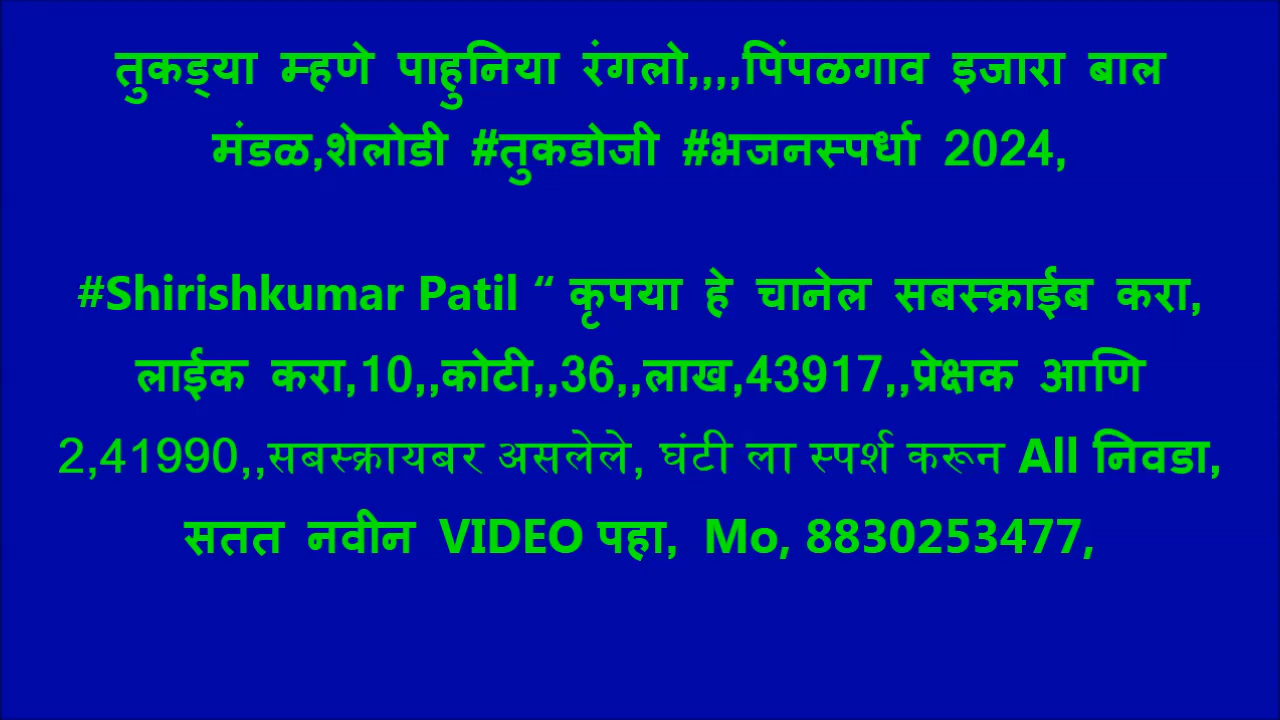 तुकड्या म्हणे पाहुनिया रंगलो,,,,पिंपळगाव इजारा बाल
मंडळ,शेलोडी #तुकडोजी #भजनस्पर्धा 2024,
#Shirishkumar Patil “ कृपया हे चानेल सबस्क्राईब करा,
लाईक करा,10,,कोटी,,36,,लाख,43917,,प्रेक्षक आणि
2,41990,,सबस्क्रायबर असलेले, घंटी ला स्पर्श करून All निवडा,
सतत नवीन VIDEO पहा, Mo, 8830253477,